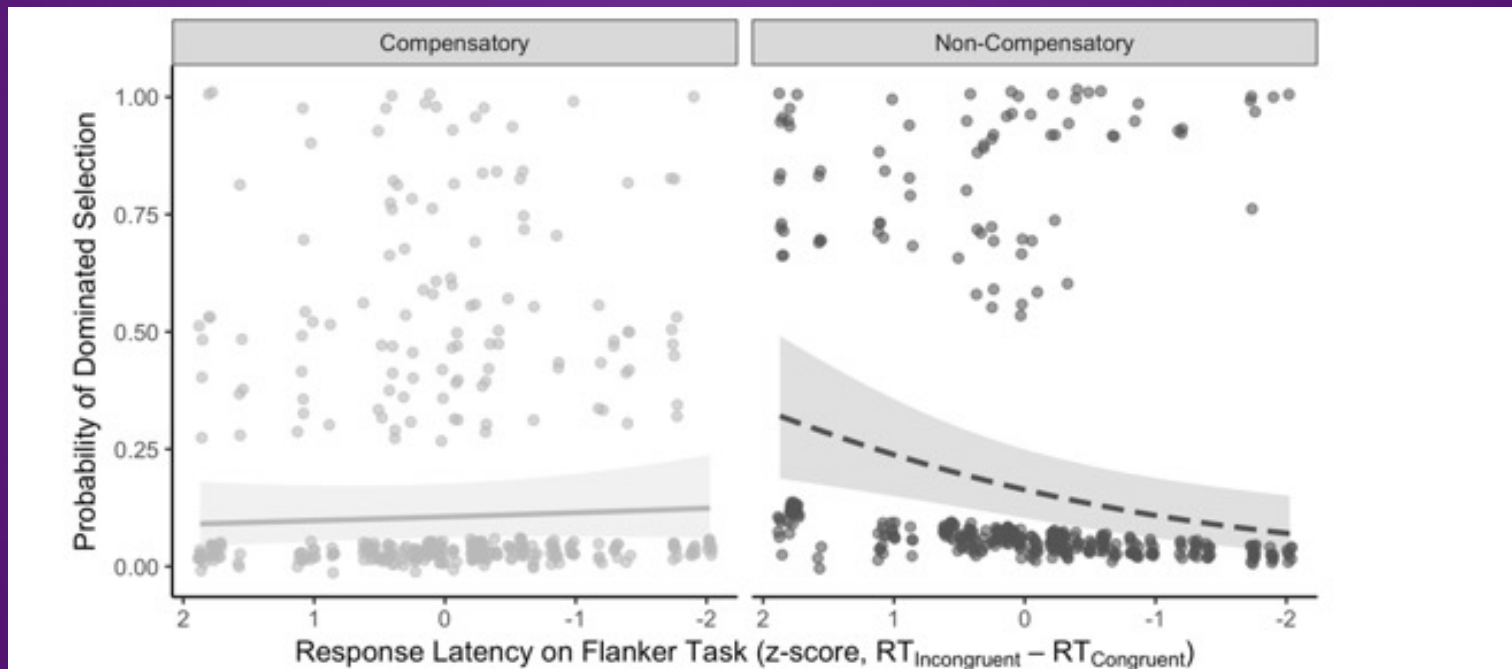 Compensatory
Non-Compensatory
Probability of Dominated Selection
1.00
0.75
0.50
0.25
0.00
2 1 0 -1 -2
2 1 0 -1 -2
Response Latency on Flanker Task (z-score, RTIncongruent – RTCongruent)